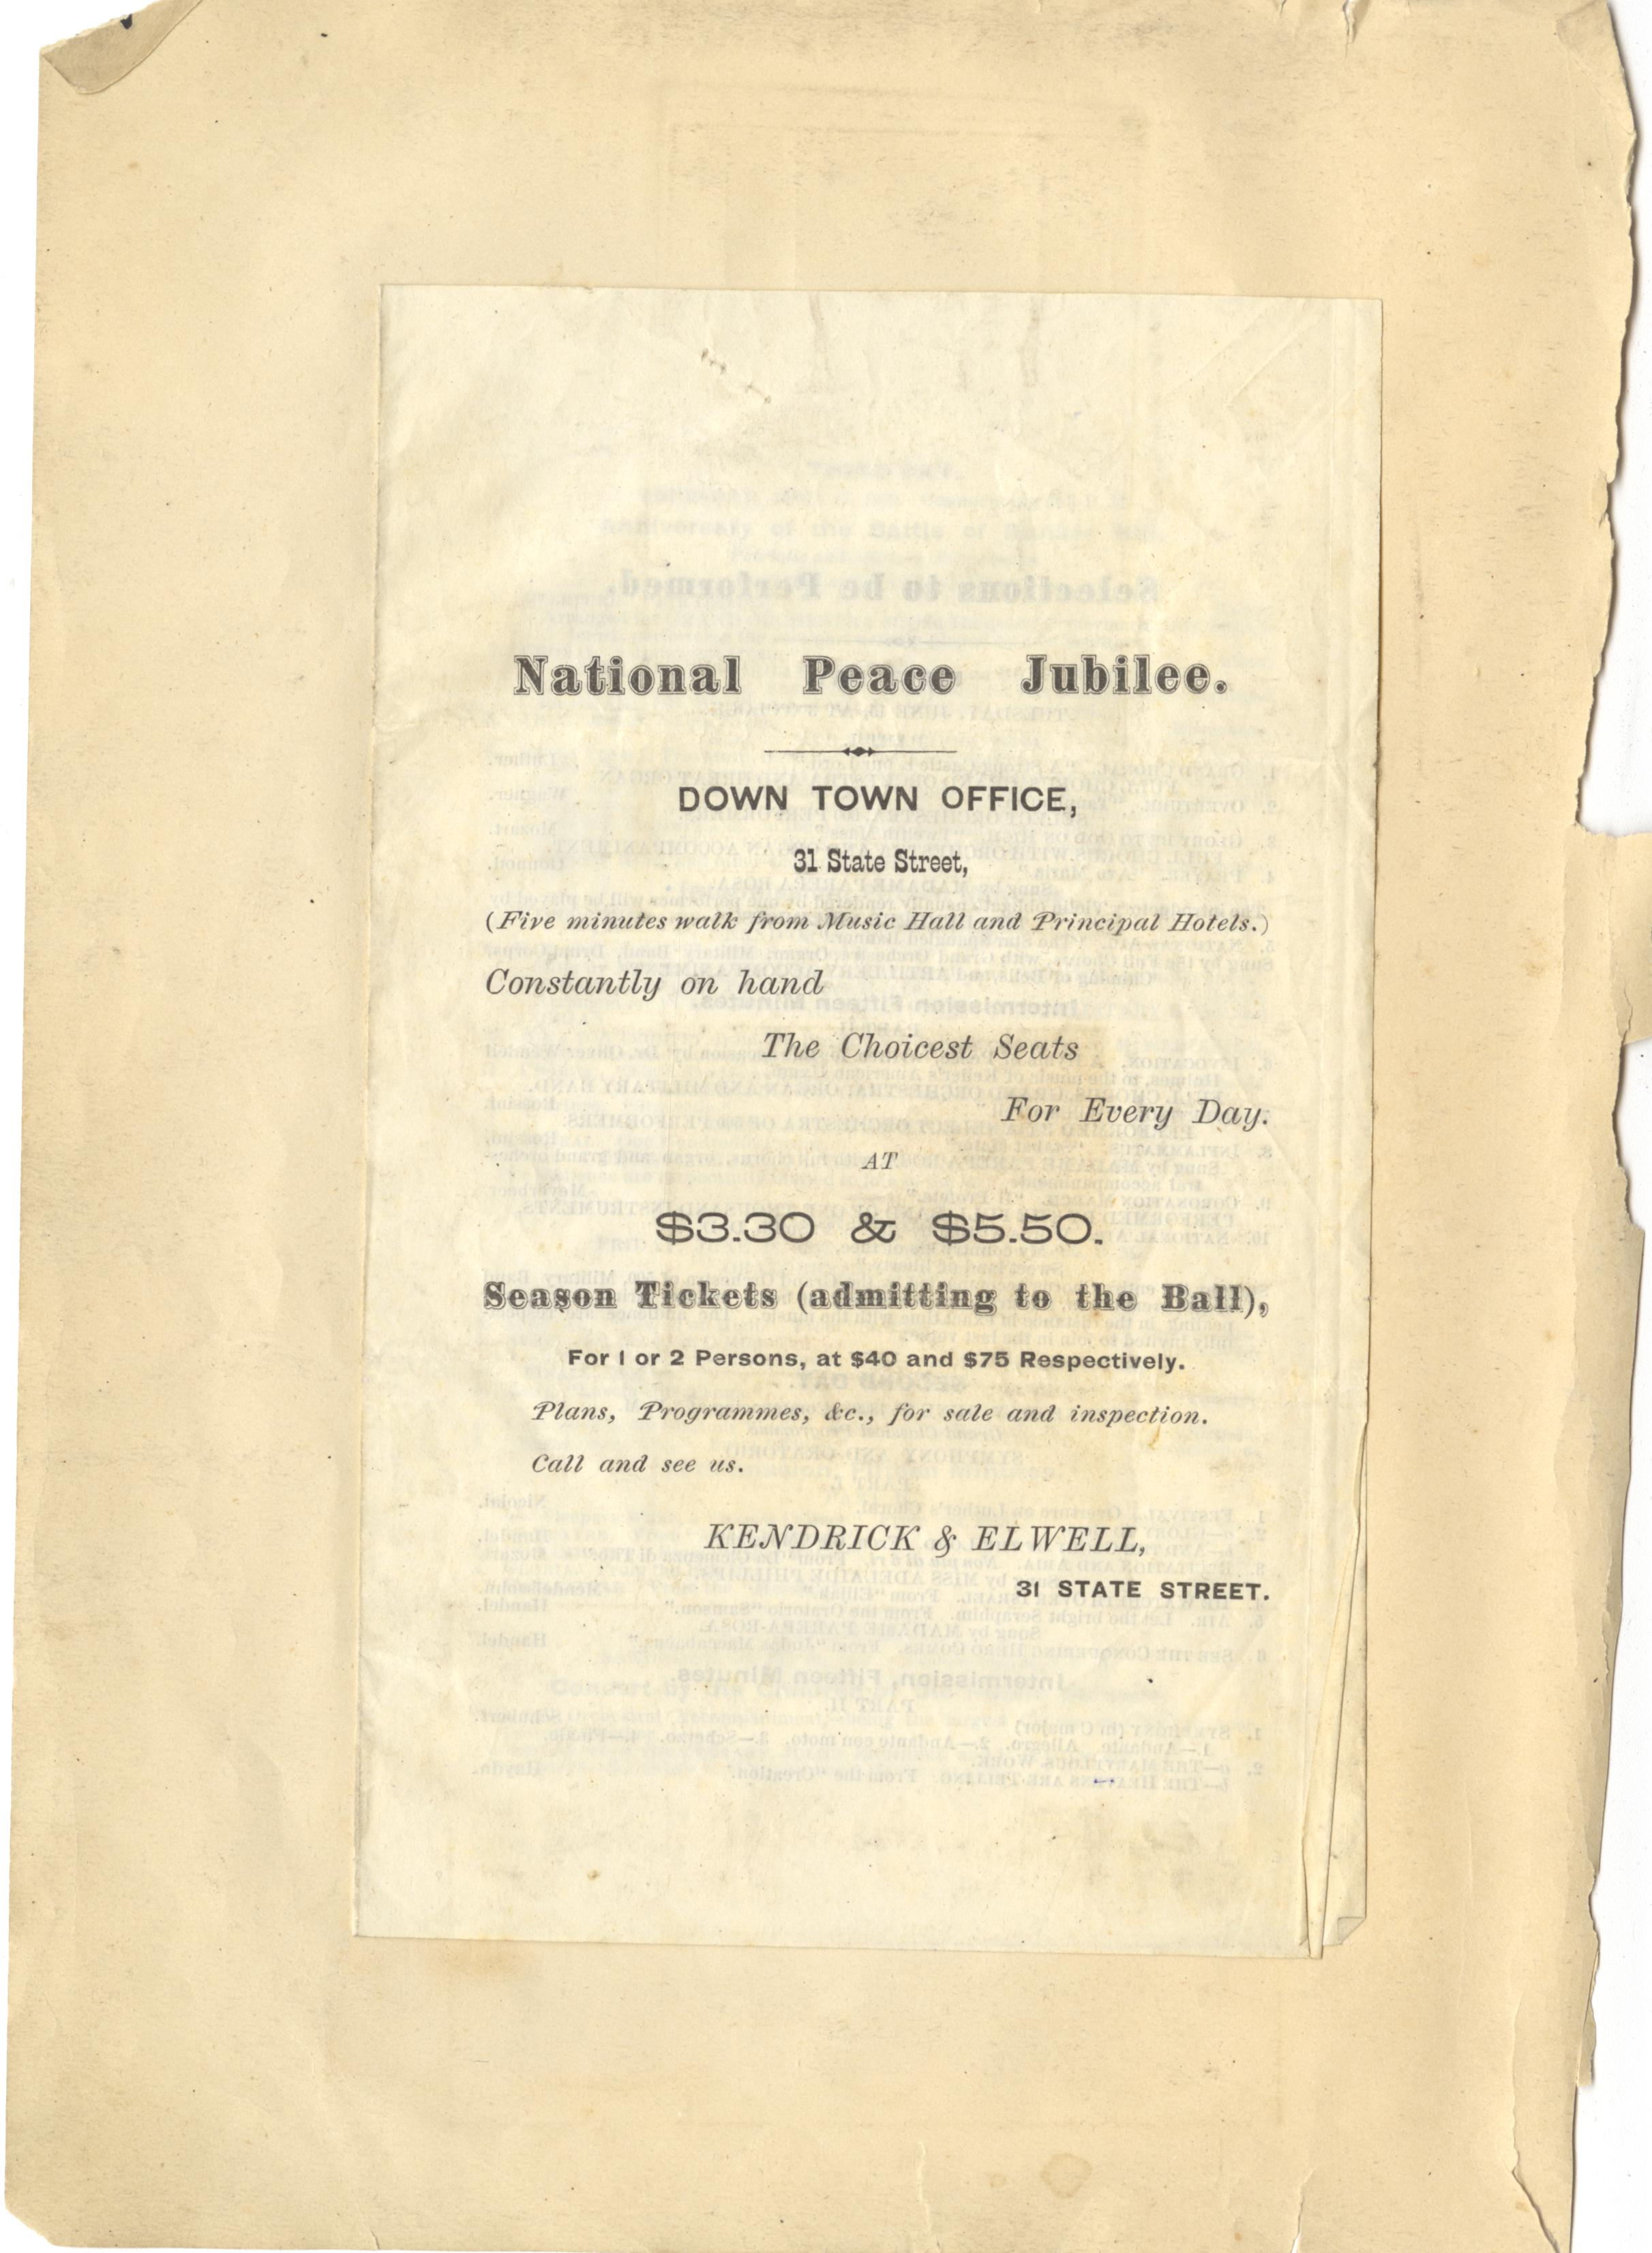 National Peace Jubilee.
DOWN TOWN OFFICE,
31 State Street,
(Five minutes walk from Music Hall and Principal Hotels.)
Constantly on hand
The Choicest Seats
For Every Day.
AT
$3.30 & $5.50.
Season Tickets (admitting to the Ball),
For 1 or 2 Persons, at $40 and $75 Respectively.
Plans, Programmes, &c., for sale and inspection.
Call and see us.
KENDRICK & ELWELL,
31 STATE STREET.